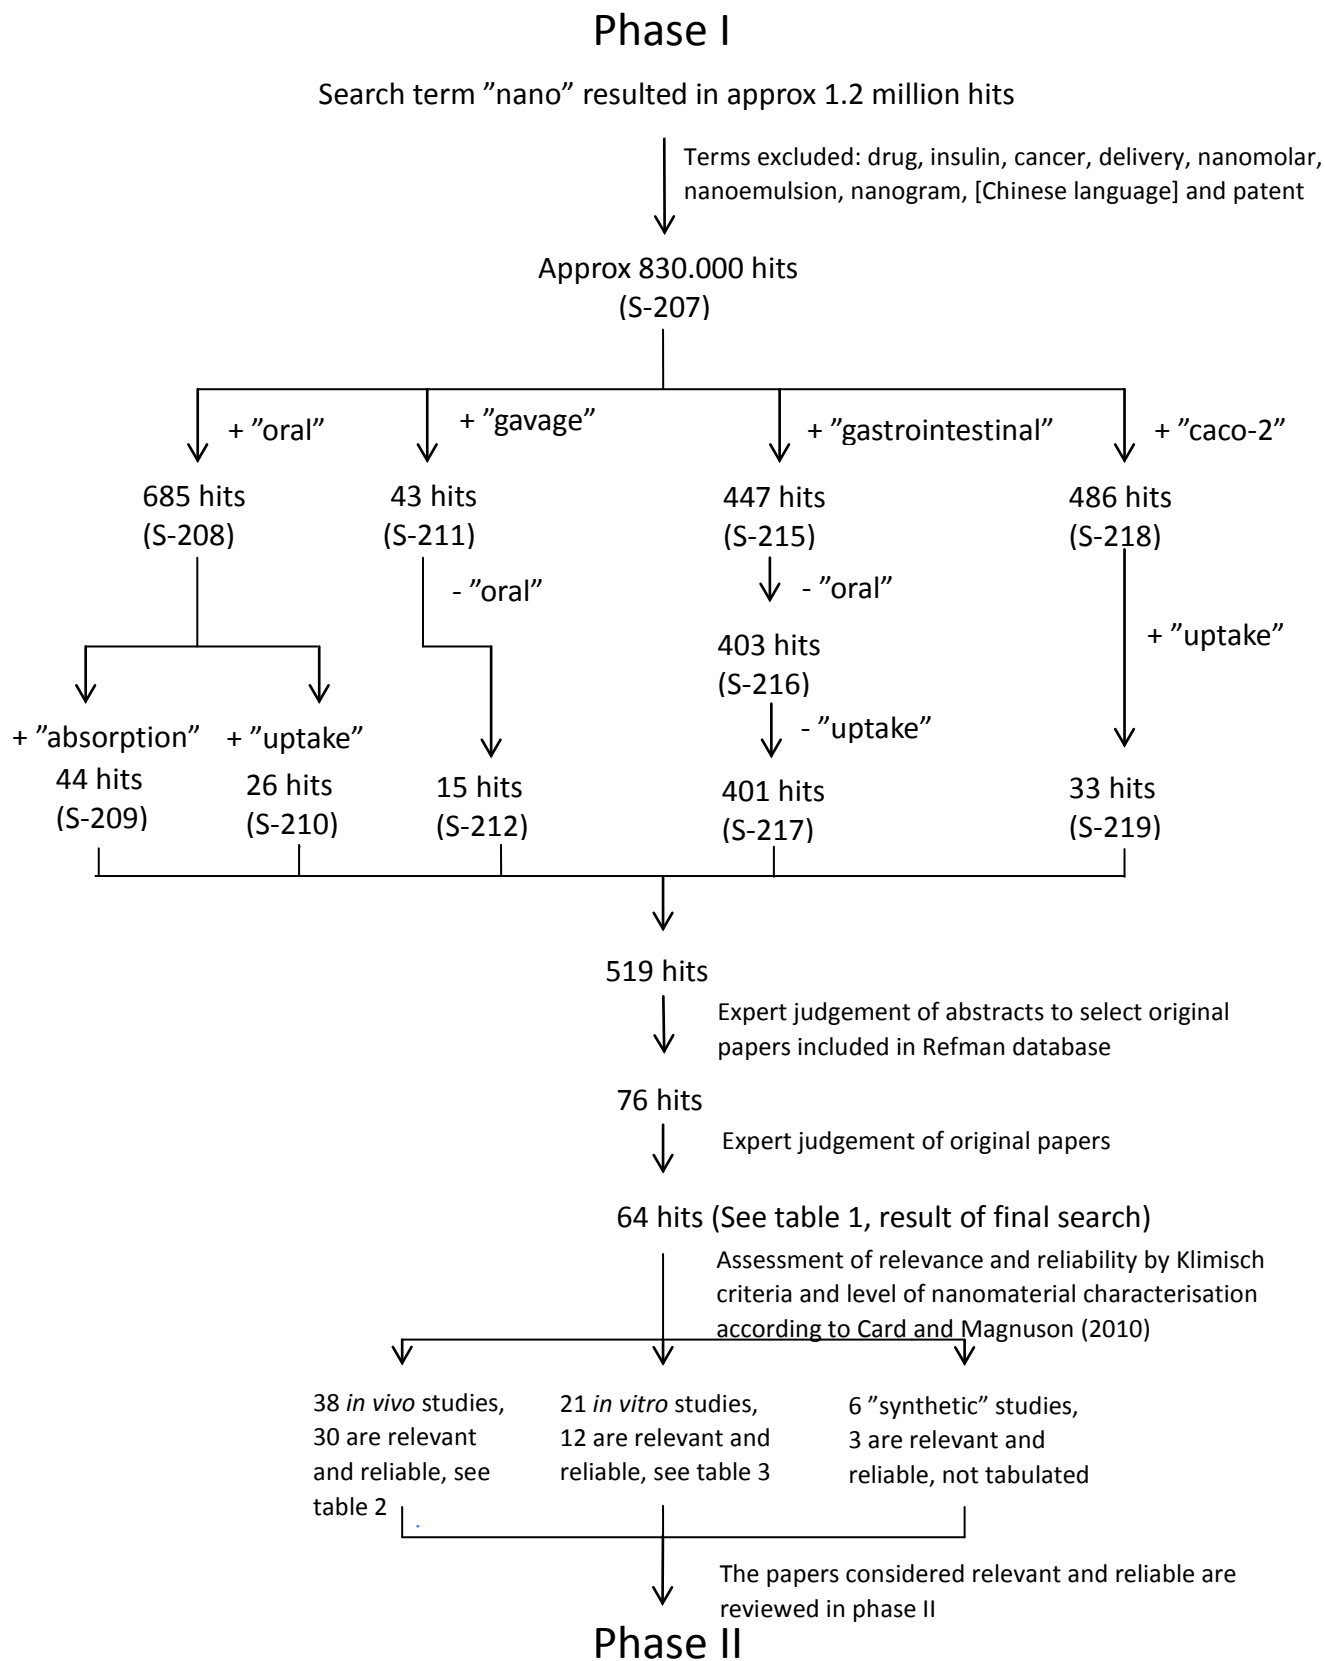 Phase I
Search term ”nano” resulted in approx 1.2 million hits
Terms excluded: drug, insulin, cancer, delivery, nanomolar,
nanoemulsion, nanogram, [Chinese language] and patent
Approx 830.000 hits
(S-207)
+ ”oral”
+ ”gavage”
+ ”gastrointestinal”
+ ”caco-2”
685 hits
(S-208)
43 hits
(S-211)
447 hits
(S-215)
486 hits
(S-218)
- ”oral”
- ”oral”
403 hits
(S-216)
+ ”uptake”
- ”uptake”
+ ”absorption”
44 hits
(S-209)
+ ”uptake”
26 hits
(S-210)
15 hits
(S-212)
401 hits
(S-217)
33 hits
(S-219)
519 hits
Expert judgement of abstracts to select original
papers included in Refman database
76 hits
Expert judgement of original papers
64 hits (See table 1, result of final search)
Assessment of relevance and reliability by Klimisch
criteria and level of nanomaterial characterisation
according to Card and Magnuson (2010)
38 in vivo studies,
30 are relevant
and reliable, see
table 2
21 in vitro studies,
12 are relevant and
reliable, see table 3
6 ”synthetic” studies,
3 are relevant and
reliable, not tabulated
The papers considered relevant and reliable are
reviewed in phase II
Phase II